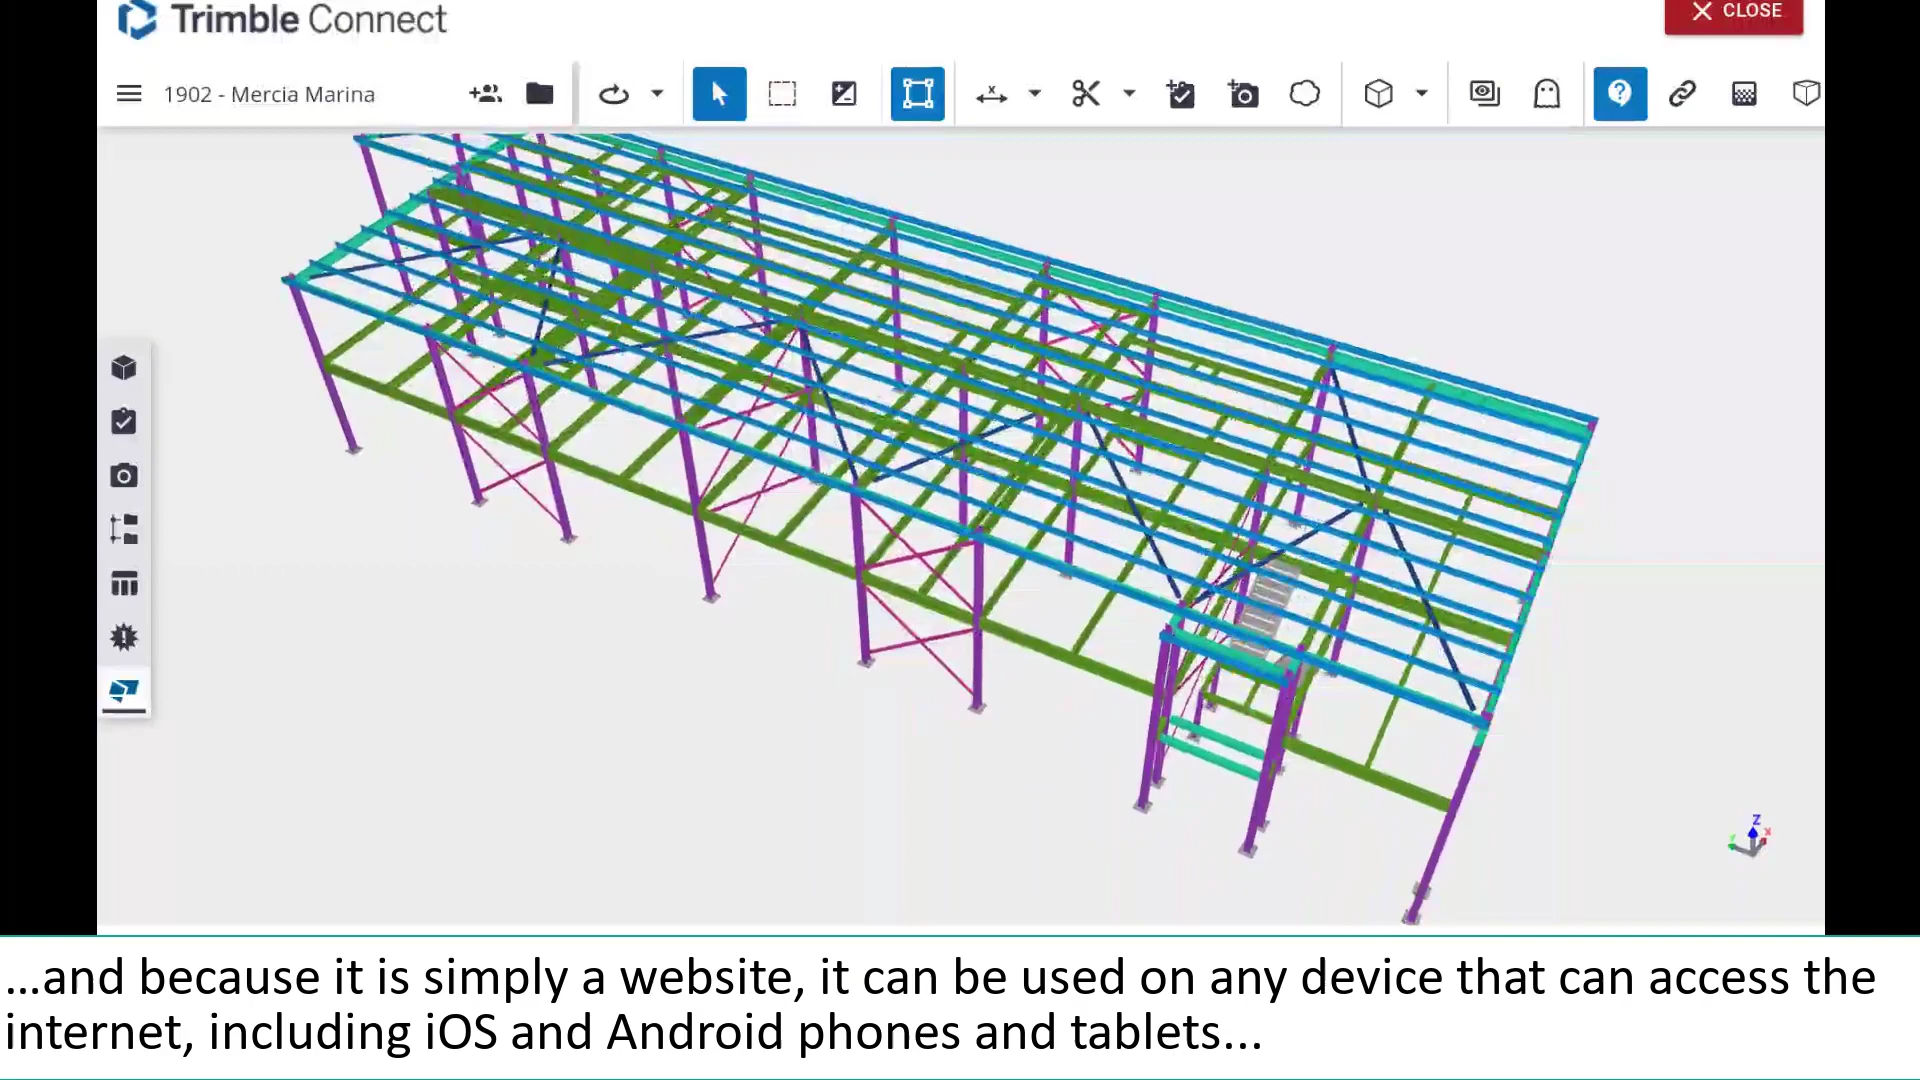 Trimble Connect
CLOSE
1902 - Mercia Marina
Z
X
Y
...and because it is simply a website, it can be used on any device that can access the
internet, including iOS and Android phones and tablets...